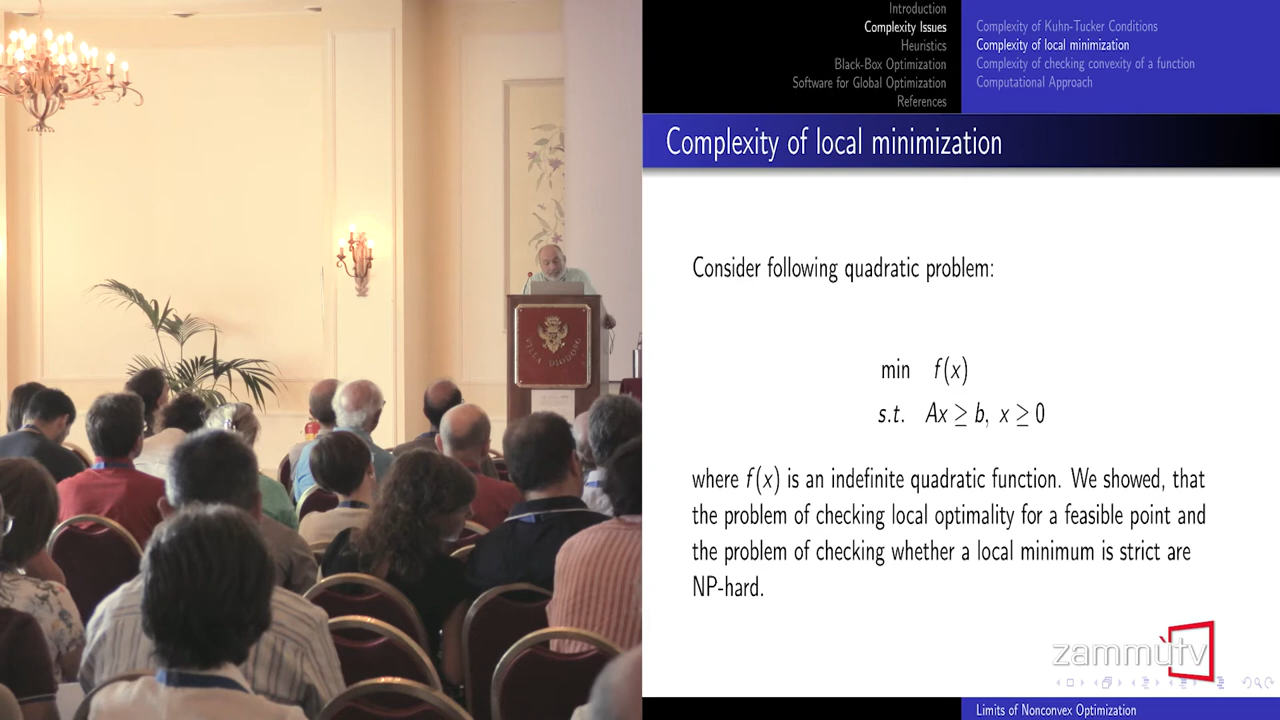 Introduction
Complexity Issues
Heuristics
Black-Box Optimization
Software for Global Optimization
References
Complexity of Kuhn-Tucker Conditions
Complexity of local minimization
Complexity of checking convexity of a function
Computational Approach
Complexity of local minimization
Consider following quadratic problem:
min f(x)
s.t. Ax ≥ b, x ≥ 0
where f(x) is an indefinite quadratic function. We showed, that
the problem of checking local optimality for a feasible point and
the problem of checking whether a local minimum is strict are
NP-hard.
zammùtv
Limits of Nonconvex Optimization
VILLA DIODORO